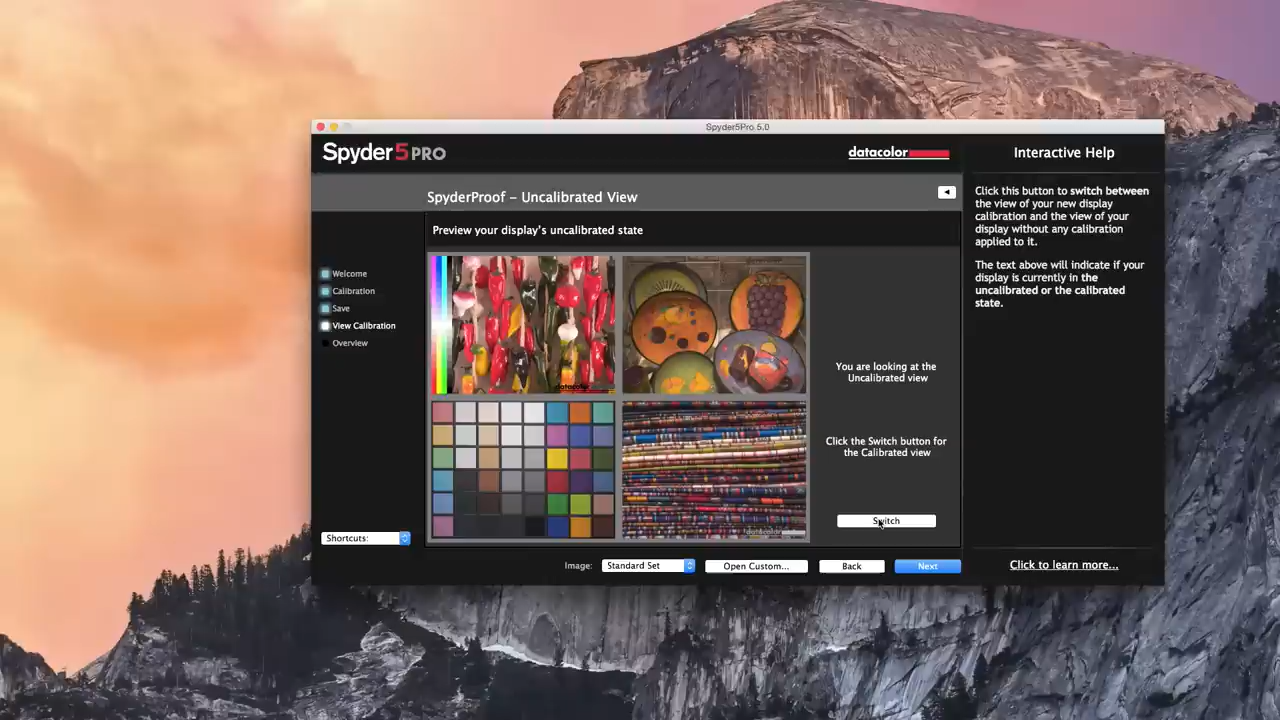 Spyder5Pro 5.0
Spyder5PRO
datacolor
Interactive Help
SpyderProof – Uncalibrated View
Click this button to switch between
the view of your new display
calibration and the view of your
display without any calibration
applied to it.
The text above will indicate if your
display is currently in the
uncalibrated or the calibrated
state.
Preview your display's uncalibrated state
Welcome
Calibration
Save
View Calibration
Overview
datacolor
datacolor
You are looking at the
Uncalibrated view
Click the Switch button for
the Calibrated view
Switch
Shortcuts:
Image:
Standard Set
Open Custom...
Back
Next
Click to learn more...